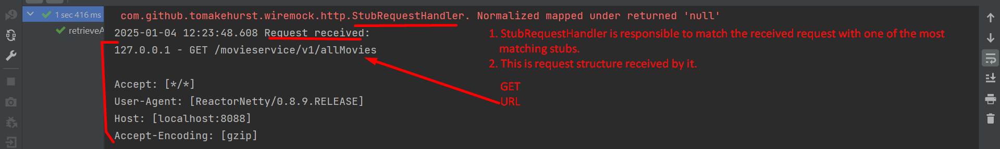 1 sec 416 ms
retrieveA
com.github.tomakehurst.wiremock.http.StubRequestHandler. Normalized mapped under returned 'null'
2025-01-04 12:23:48.608 Request received:
127.0.0.1 - GET /movieservice/v1/allMovies
Accept: [*/*]
User-Agent: [ReactorNetty/0.8.9.RELEASE]
Host: [localhost:8088]
Accept-Encoding: [gzip]
1. StubRequestHandler is responsible to match the received request with one of the most
matching stubs.
2. This is request structure received by it.
GET
URL